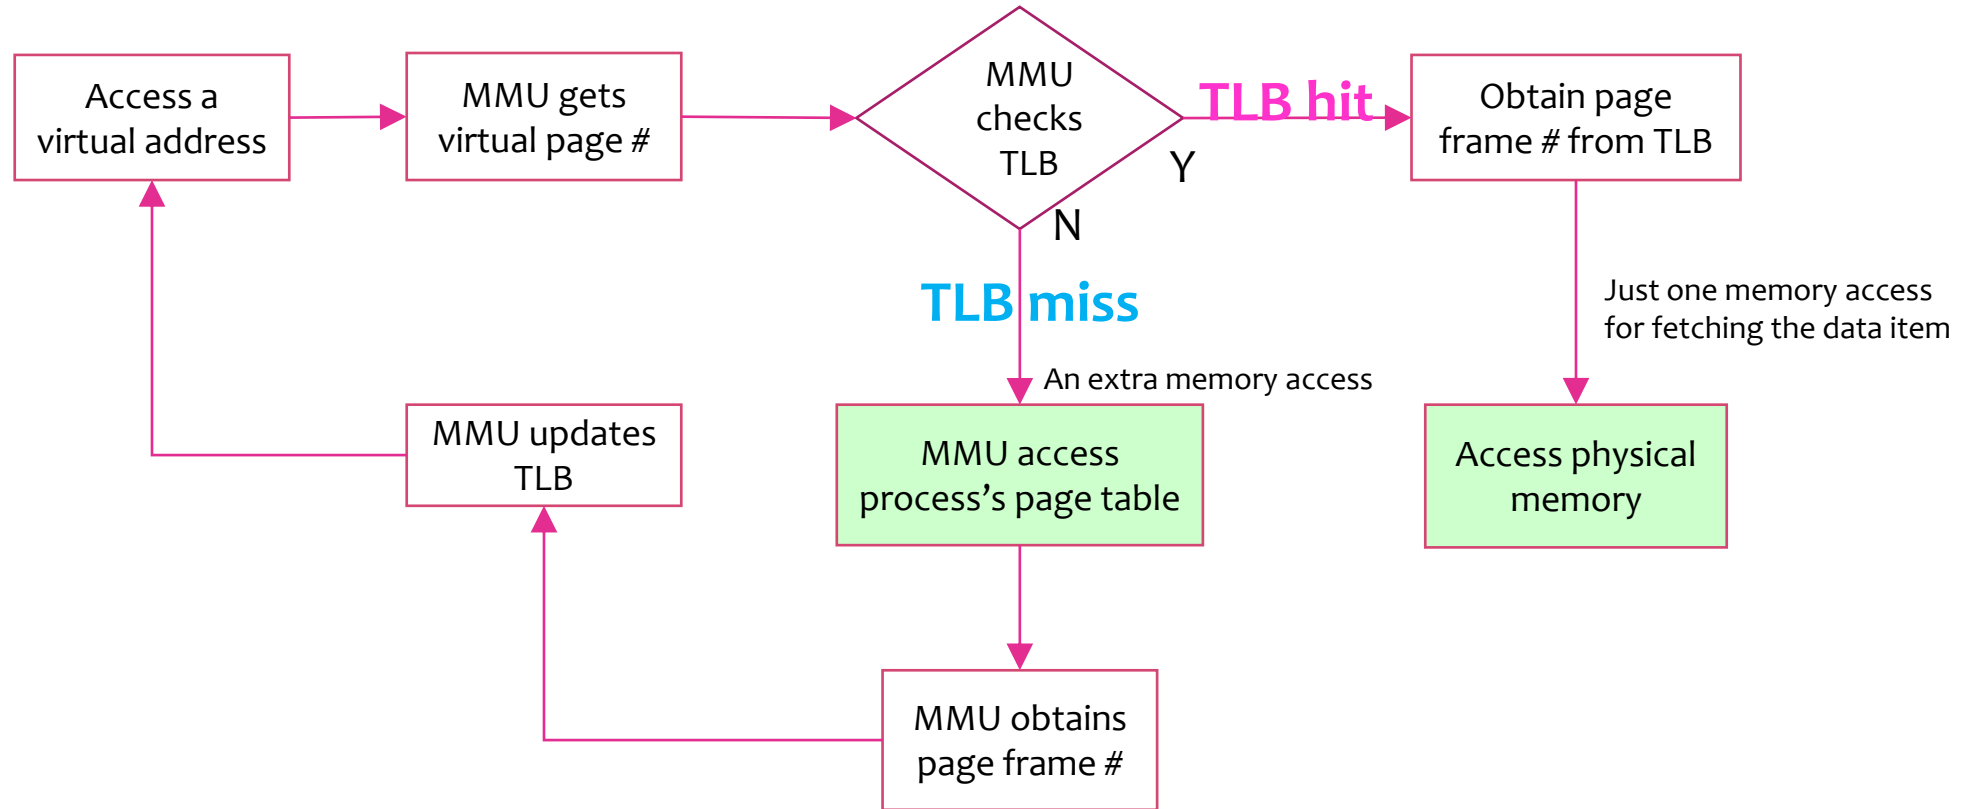 Access a
virtual address
MMU gets
virtual page #
MMU
checks
TLB
TLB hit
Y
N
Obtain page
frame # from TLB
TLB miss
Just one memory access
for fetching the data item
An extra memory access
MMU updates
TLB
MMU access
process’s page table
Access physical
memory
MMU obtains
page frame #